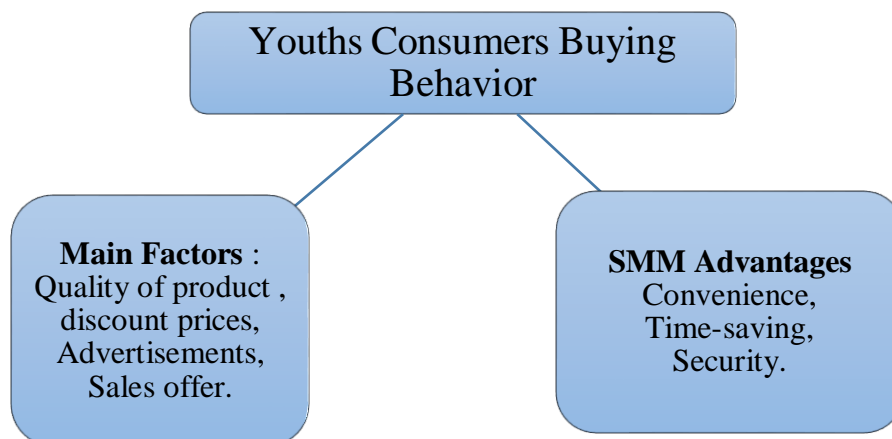 Youths Consumers Buying
Behavior
Main Factors :
Quality of product ,
discount prices,
Advertisements,
Sales offer.
SMM Advantages
Convenience,
Time-saving,
Security.